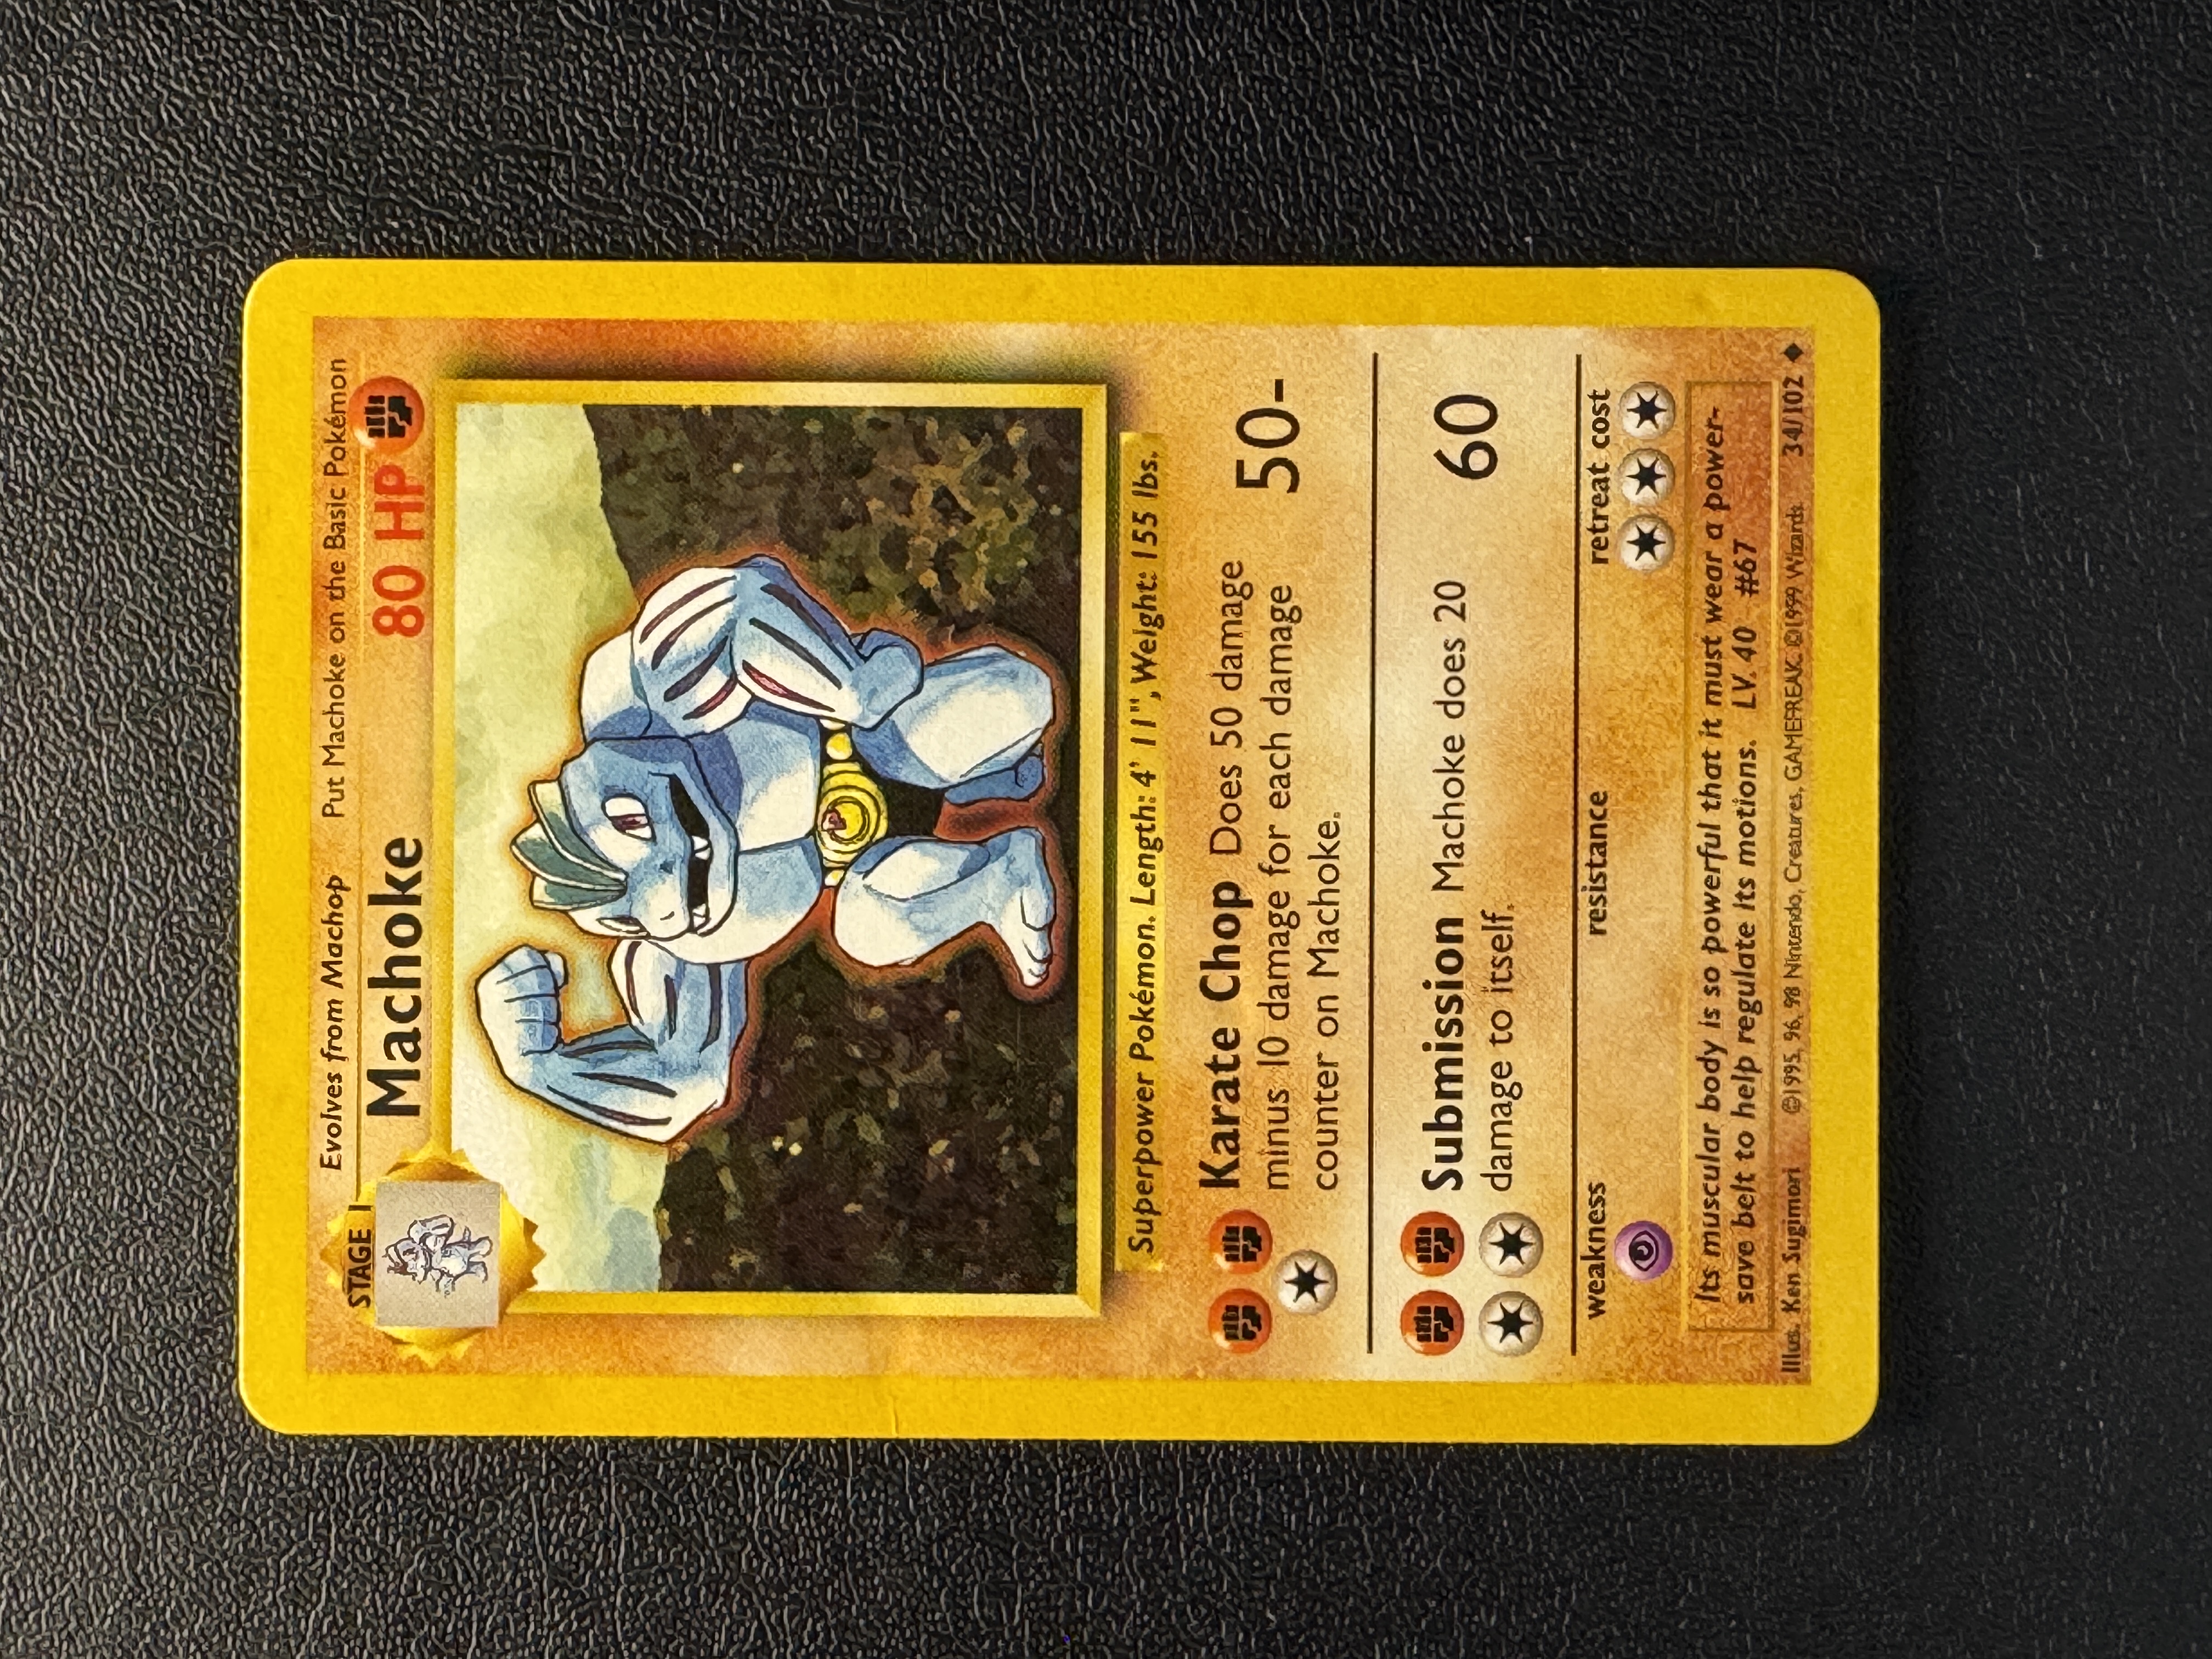 Evolves from Machop Put Machoke on the Basic Pokémon
STAGE 1
Machoke 80 HP
Superpower Pokémon. Length: 4' 11", Weight: 155 lbs.
Karate Chop Does 50 damage
minus 10 damage for each damage
counter on Machoke.
50-
Submission Machoke does 20
damage to itself.
60
weakness resistance retreat cost
Its muscular body is so powerful that it must wear a power-
save belt to help regulate its motions. LV. 40 #67
Illus. Ken Sugimori ©1995, 96, 98 Nintendo, Creatures, GAMEFREAK. ©1999 Wizards. 34/102